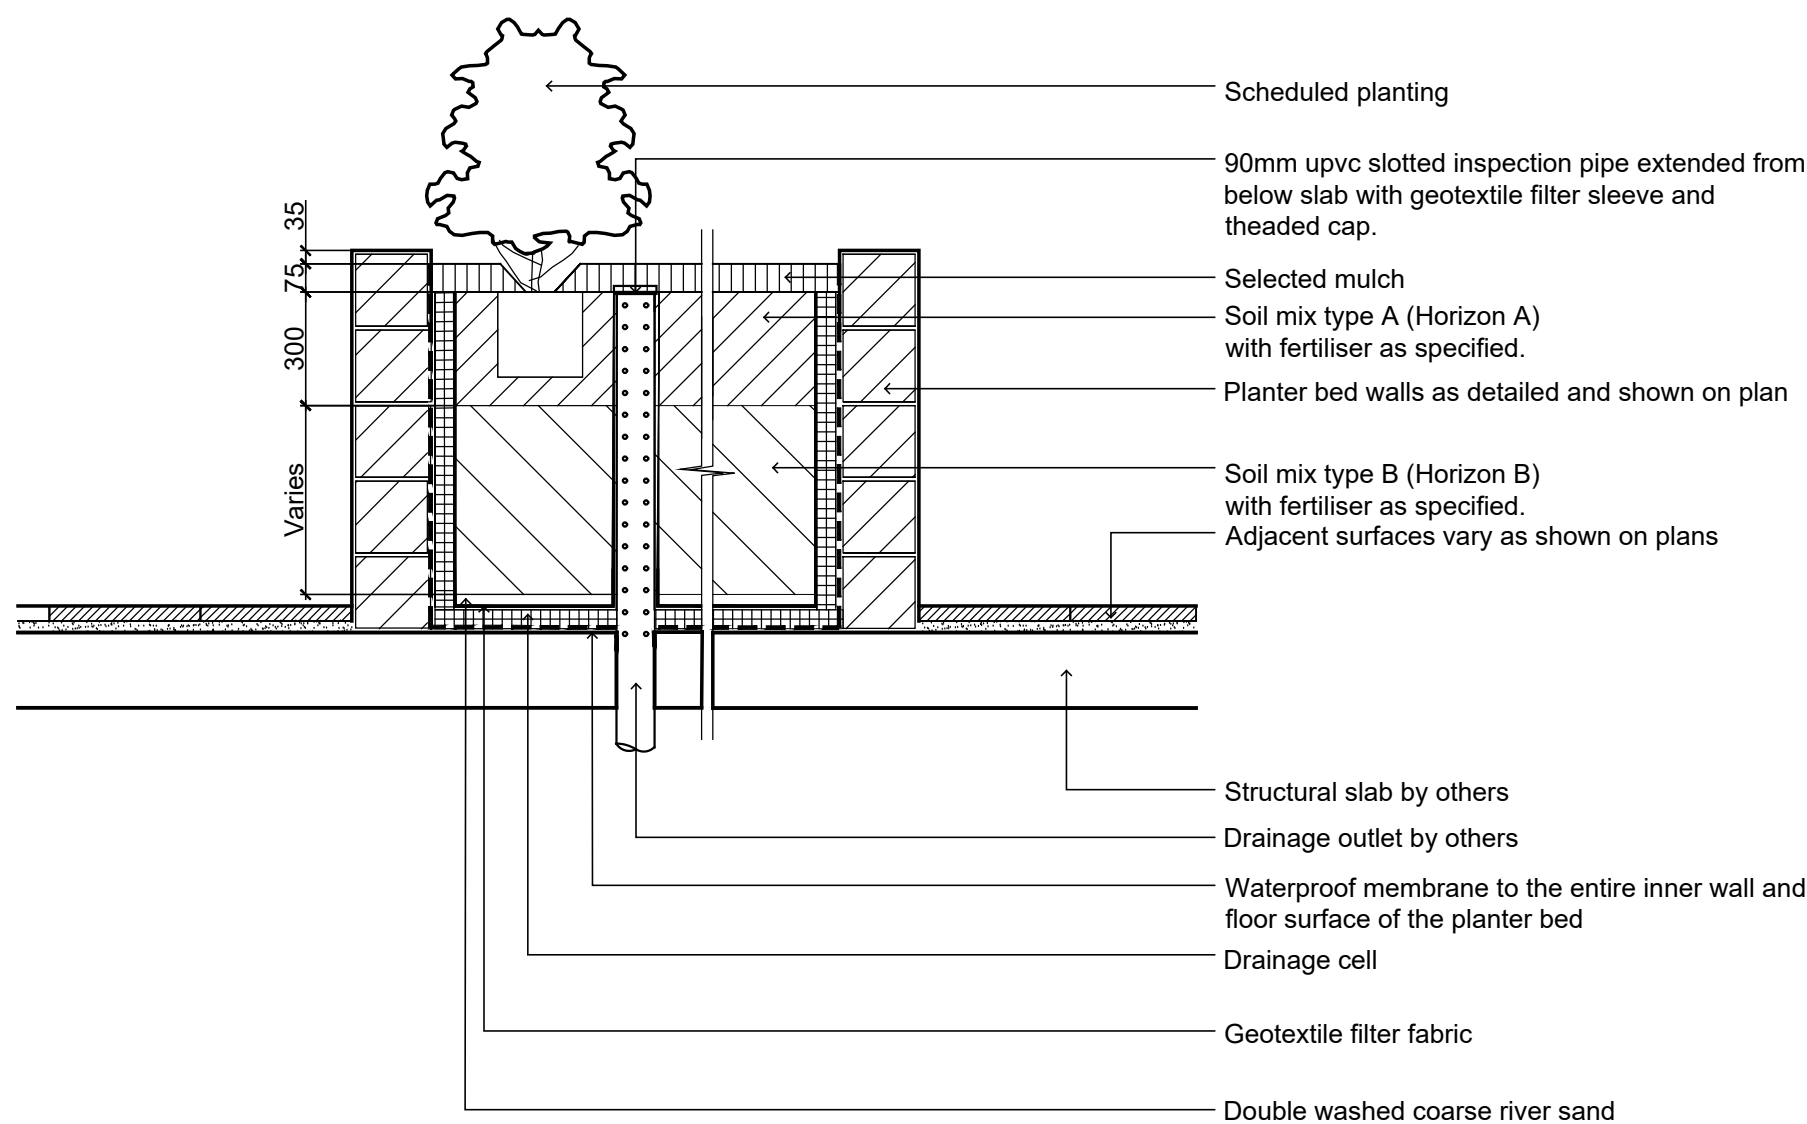 Scheduled planting
90mm upvc slotted inspection pipe extended from
below slab with geotextile filter sleeve and
theaded cap.
35
75
300
Varies
Selected mulch
Soil mix type A (Horizon A)
with fertiliser as specified.
Planter bed walls as detailed and shown on plan
Soil mix type B (Horizon B)
with fertiliser as specified.
Adjacent surfaces vary as shown on plans
Structural slab by others
Drainage outlet by others
Waterproof membrane to the entire inner wall and
floor surface of the planter bed
Drainage cell
Geotextile filter fabric
Double washed coarse river sand